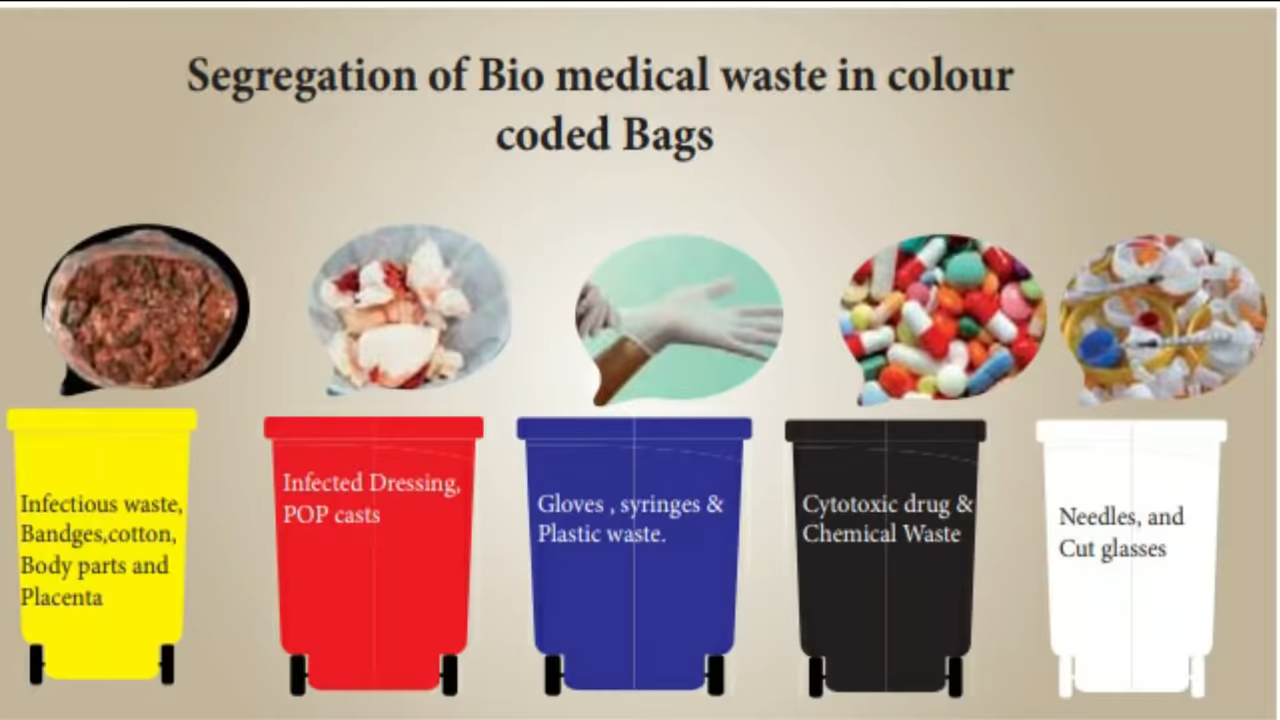 Segregation of Bio medical waste in colour
coded Bags
Infectious waste,
Bandges,cotton,
Body parts and
Placenta
Infected Dressing,
POP casts
Gloves , syringes &
Plastic waste.
Cytotoxic drug &
Chemical Waste
Needles, and
Cut glasses